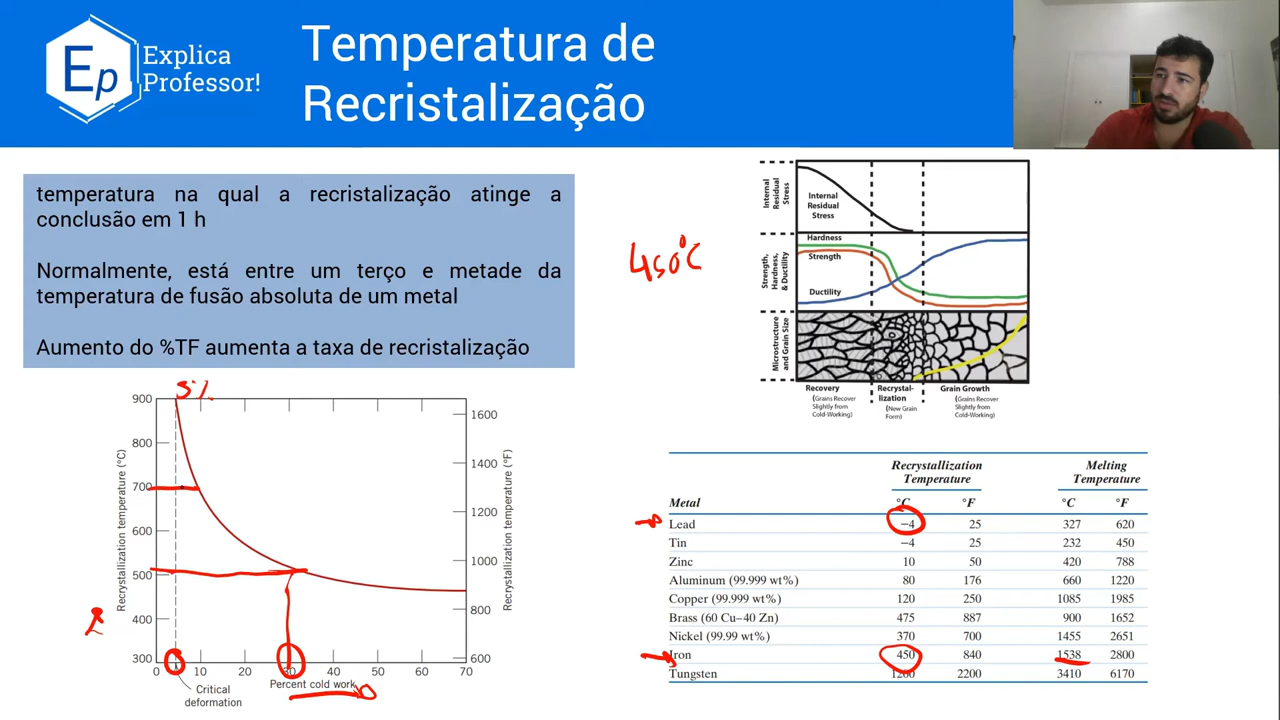 Explica
Professor!
Ep
Temperatura de
Recristalização
temperatura na qual a recristalização atinge a
conclusão em 1 h
Normalmente, está entre um terço e metade da
temperatura de fusão absoluta de um metal
Aumento do %TF aumenta a taxa de recristalização
450°C
Internal
Residual
Stress
Internal
Residual
Stress
Strength,
Hardness,
& Ductility
Hardness
Strength
Ductility
Microstructure
and Grain Size
Recovery
(Grains Recover
Slightly from
Cold-Working)
Recrystal-
lization
(New Grain
Form)
Grain Growth
(Grains Recover
Slightly from
Cold-Working)
5%
Recrystallization temperature (°C)
900
800
700
600
500
400
300
Recrystallization temperature (°F)
1600
1400
1200
1000
800
600
0 10 20 30 40 50 60 70
Percent cold work
Critical
deformation
Recrystallization Temperature
Melting Temperature
Metal °C °F °C °F
Lead −4 25 327 620
Tin −4 25 232 450
Zinc 10 50 420 788
Aluminum (99.999 wt%) 80 176 660 1220
Copper (99.999 wt%) 120 250 1085 1985
Brass (60 Cu–40 Zn) 475 887 900 1652
Nickel (99.99 wt%) 370 700 1455 2651
Iron 450 840 1538 2800
Tungsten 1200 2200 3410 6170